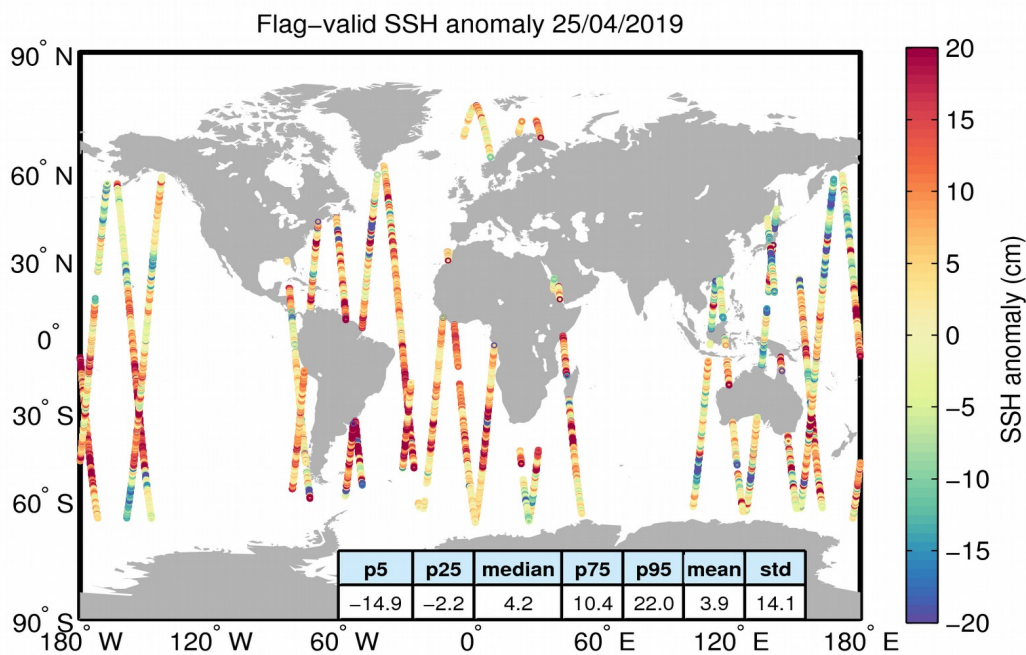 Flag−valid SSH anomaly 25/04/2019
90° N
60° N
30° N
0°
30° S
60° S
90° S
180° W 120° W 60° W 0° 60° E 120° E 180° E
p5 p25 median p75 p95 mean std
−14.9 −2.2 4.2 10.4 22.0 3.9 14.1
20
15
10
5
0
−5
−10
−15
−20
SSH anomaly (cm)